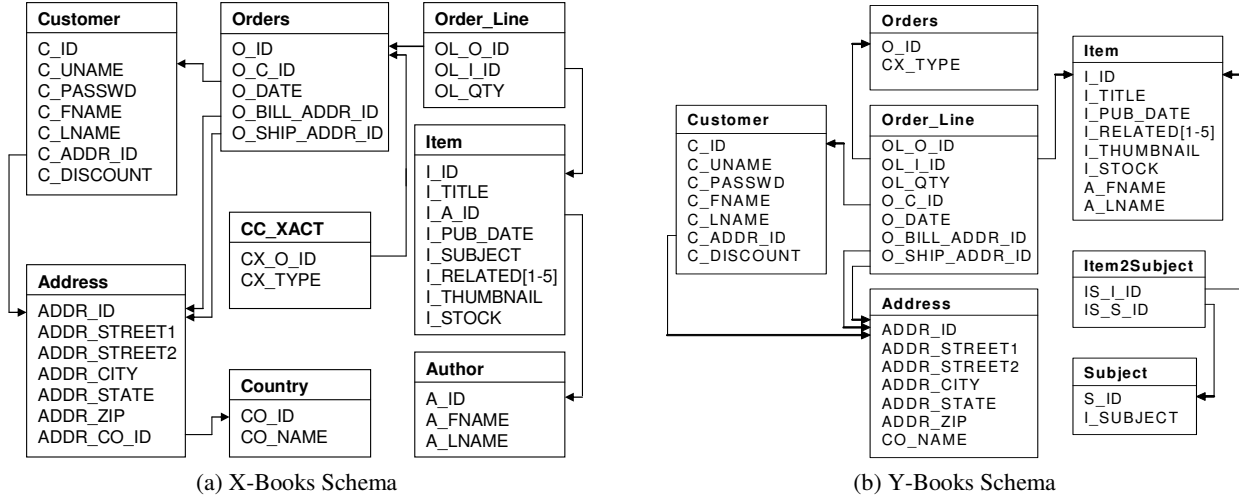 Customer
C_ID
C_UNAME
C_PASSWD
C_FNAME
C_LNAME
C_ADDR_ID
C_DISCOUNT
Orders
O_ID
O_C_ID
O_DATE
O_BILL_ADDR_ID
O_SHIP_ADDR_ID
Order_Line
OL_O_ID
OL_I_ID
OL_QTY
Item
I_ID
I_TITLE
I_A_ID
I_PUB_DATE
I_SUBJECT
I_RELATED[1-5]
I_THUMBNAIL
I_STOCK
CC_XACT
CX_O_ID
CX_TYPE
Address
ADDR_ID
ADDR_STREET1
ADDR_STREET2
ADDR_CITY
ADDR_STATE
ADDR_ZIP
ADDR_CO_ID
Country
CO_ID
CO_NAME
Author
A_ID
A_FNAME
A_LNAME
(a) X-Books Schema
Orders
O_ID
CX_TYPE
Item
I_ID
I_TITLE
I_PUB_DATE
I_RELATED[1-5]
I_THUMBNAIL
I_STOCK
A_FNAME
A_LNAME
Customer
C_ID
C_UNAME
C_PASSWD
C_FNAME
C_LNAME
C_ADDR_ID
C_DISCOUNT
Order_Line
OL_O_ID
OL_I_ID
OL_QTY
O_C_ID
O_DATE
O_BILL_ADDR_ID
O_SHIP_ADDR_ID
Item2Subject
IS_I_ID
IS_S_ID
Address
ADDR_ID
ADDR_STREET1
ADDR_STREET2
ADDR_CITY
ADDR_STATE
ADDR_ZIP
CO_NAME
Subject
S_ID
I_SUBJECT
(b) Y-Books Schema